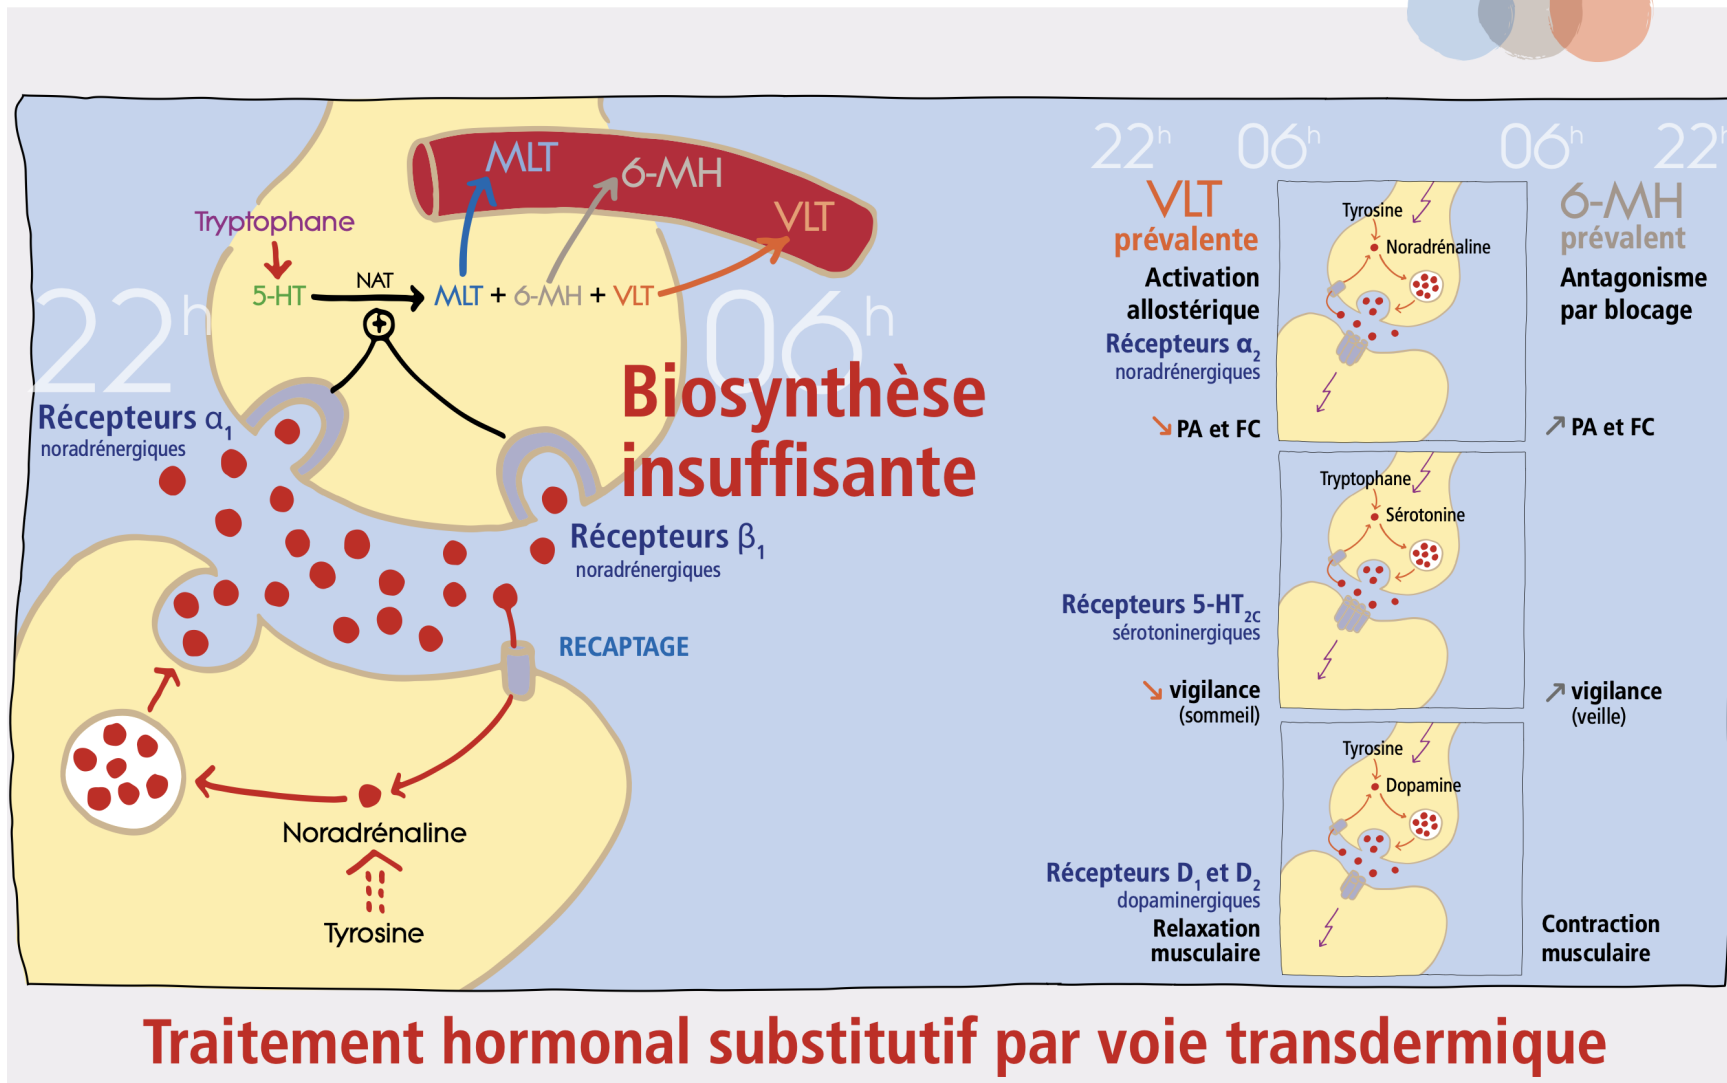 22h
06h
MLT
6-MH
VLT
Tryptophane
NAT
5-HT
MLT + 6-MH + VLT
Récepteurs α1
noradrénergiques
Biosynthèse
insuffisante
Récepteurs β1
noradrénergiques
RECAPTAGE
Noradrénaline
Tyrosine
22h
06h
06h
22h
VLT
prévalente
Activation
allostérique
Récepteurs α2
noradrénergiques
PA et FC
Tyrosine
Noradrénaline
6-MH
prévalent
Antagonisme
par blocage
PA et FC
Récepteurs 5-HT2C
sérotoninergiques
vigilance
(sommeil)
Tryptophane
Sérotonine
vigilance
(veille)
Récepteurs D1 et D2
dopaminergiques
Relaxation
musculaire
Tyrosine
Dopamine
Contraction
musculaire
Traitement hormonal substitutif par voie transdermique